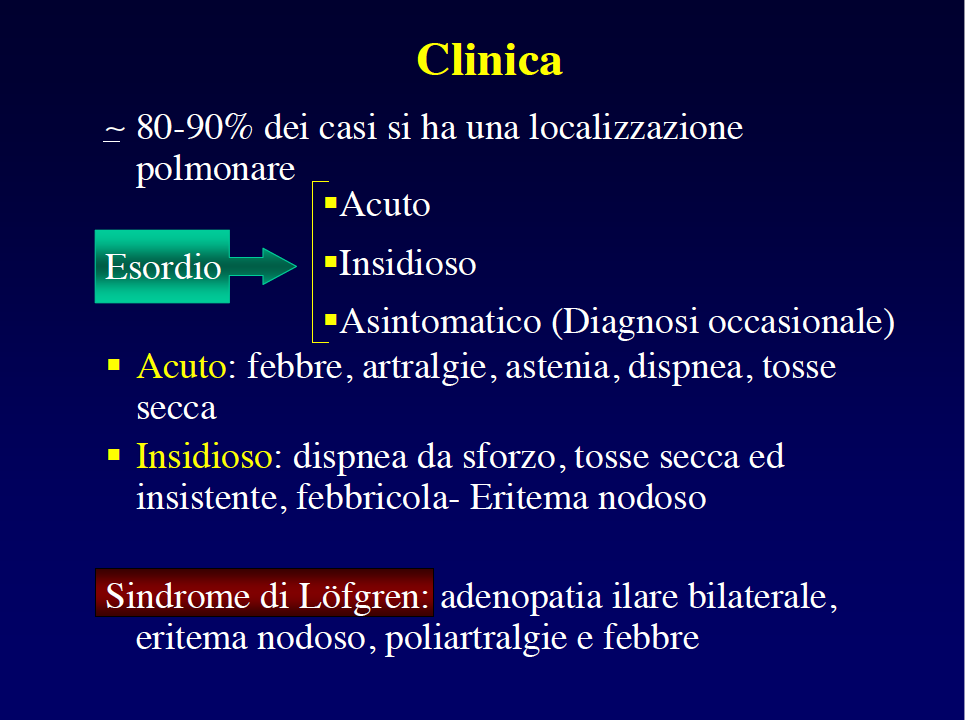 Clinica
~ 80-90% dei casi si ha una localizzazione
polmonare
▪Acuto
Esordio
▪Insidioso
▪Asintomatico (Diagnosi occasionale)
▪ Acuto: febbre, artralgie, astenia, dispnea, tosse
secca
▪ Insidioso: dispnea da sforzo, tosse secca ed
insistente, febbricola- Eritema nodoso
Sindrome di Löfgren: adenopatia ilare bilaterale,
eritema nodoso, poliartralgie e febbre